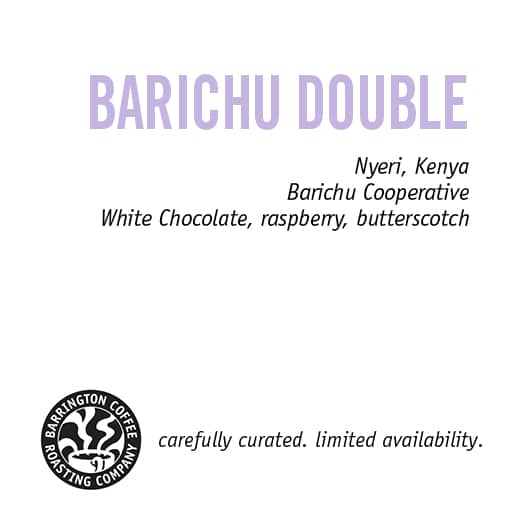 BARICHU DOUBLE
Nyeri, Kenya
Barichu Cooperative
White Chocolate, raspberry, butterscotch
BARRINGTON COFFEE
ROASTING COMPANY
carefully curated. limited availability.